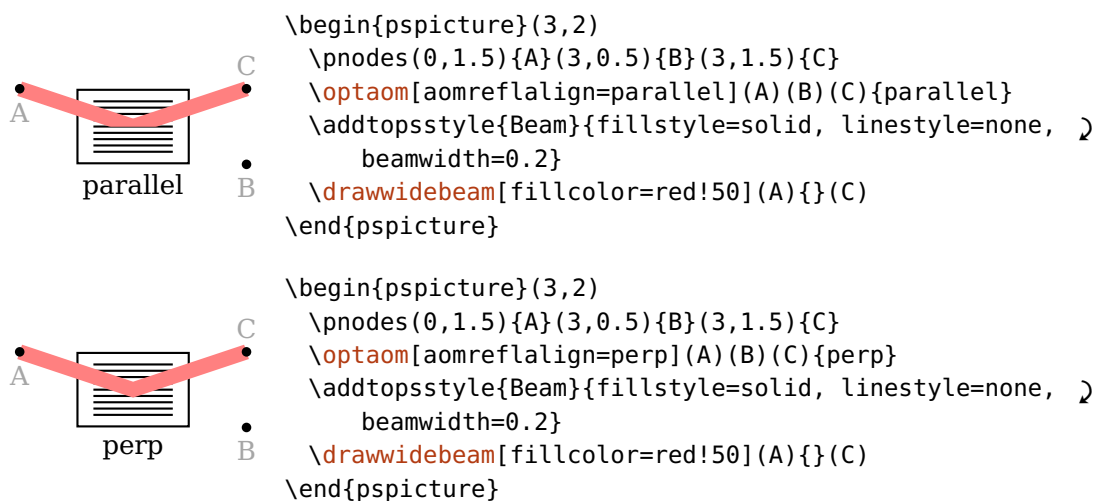 \begin{pspicture}(3,2)
\pnodes(0,1.5){A}(3,0.5){B}(3,1.5){C}
\optaom[aomreflalign=parallel](A)(B)(C){parallel}
\addtopsstyle{Beam}{fillstyle=solid, linestyle=none,
beamwidth=0.2}
\drawwidebeam[fillcolor=red!50](A){}(C)
\end{pspicture}
C
A
parallel
B
\begin{pspicture}(3,2)
\pnodes(0,1.5){A}(3,0.5){B}(3,1.5){C}
\optaom[aomreflalign=perp](A)(B)(C){perp}
\addtopsstyle{Beam}{fillstyle=solid, linestyle=none,
beamwidth=0.2}
\drawwidebeam[fillcolor=red!50](A){}(C)
\end{pspicture}
C
A
perp
B